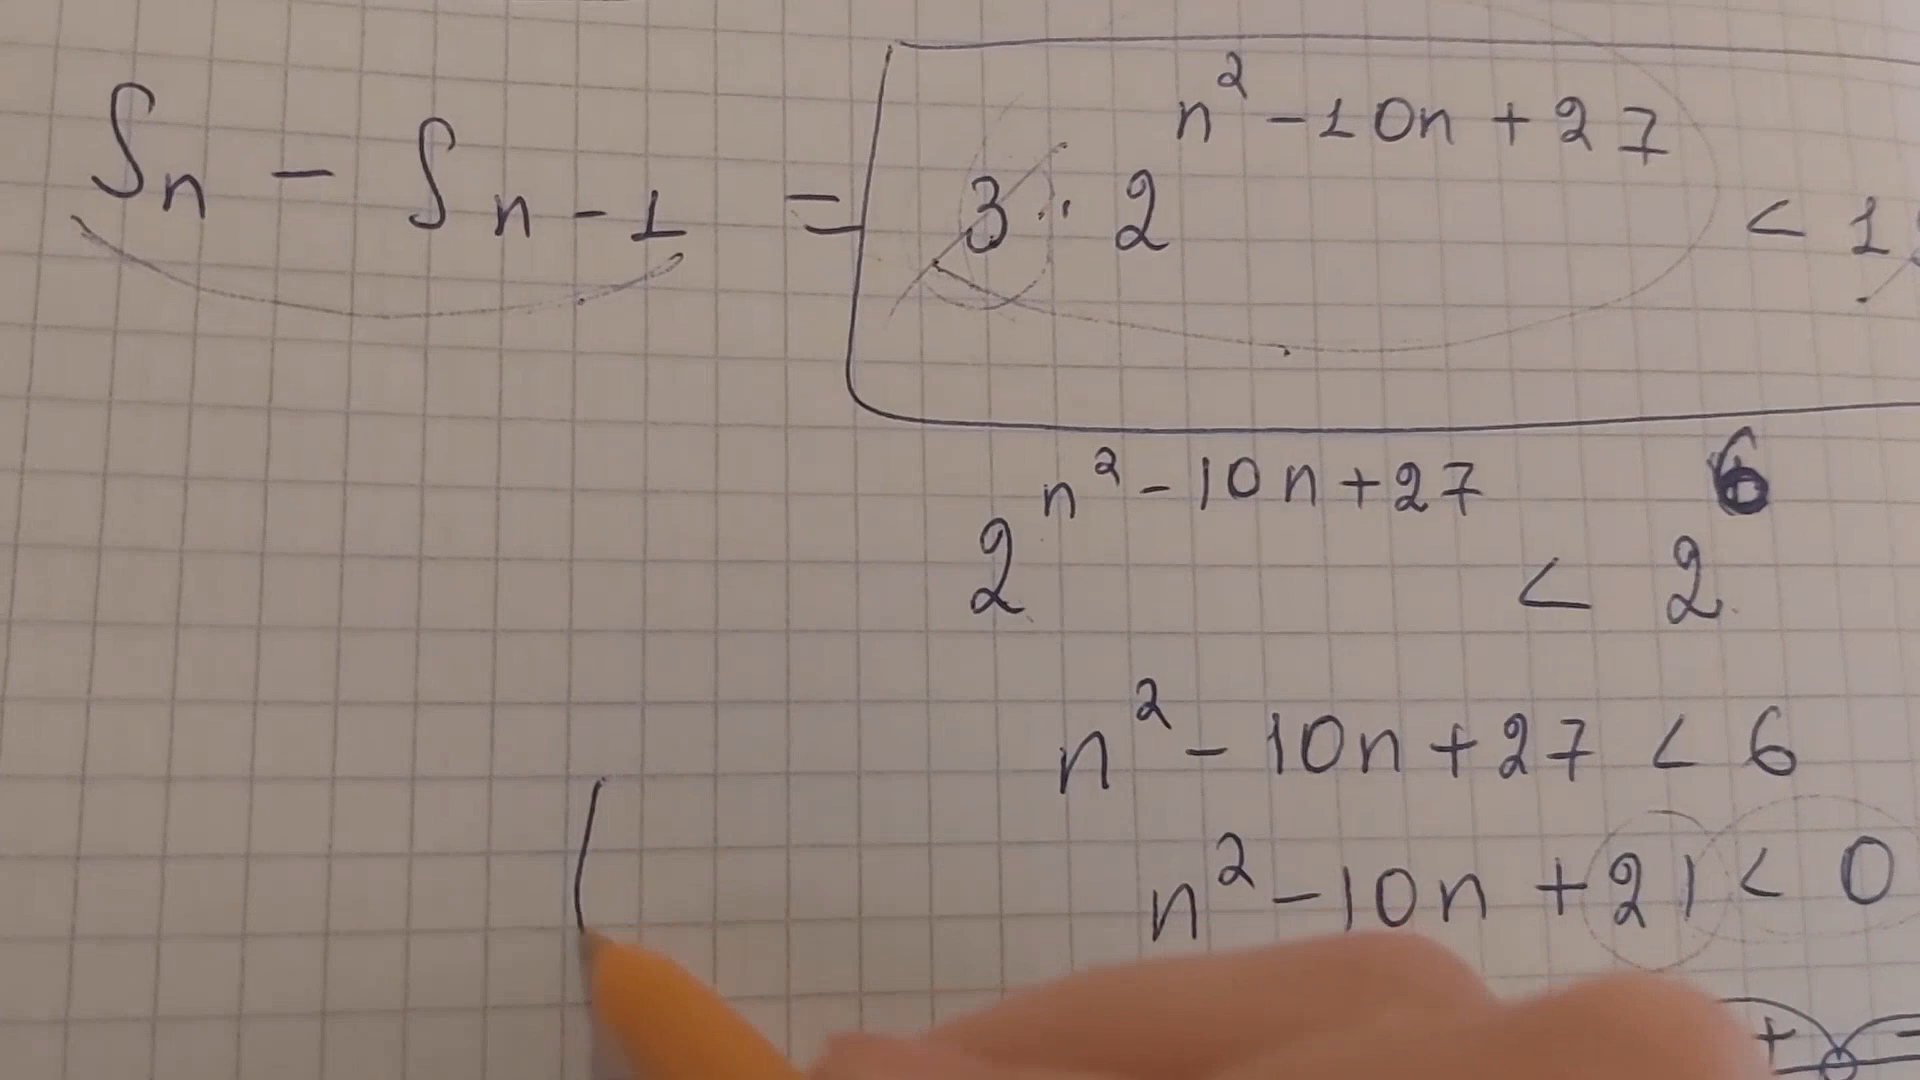 Sn - Sn-1 = 3 · 2^n²-10n+27 < 1
2^n²-10n+27 < 2^6
n²-10n+27 < 6
n²-10n+21 < 0
( 
+ -